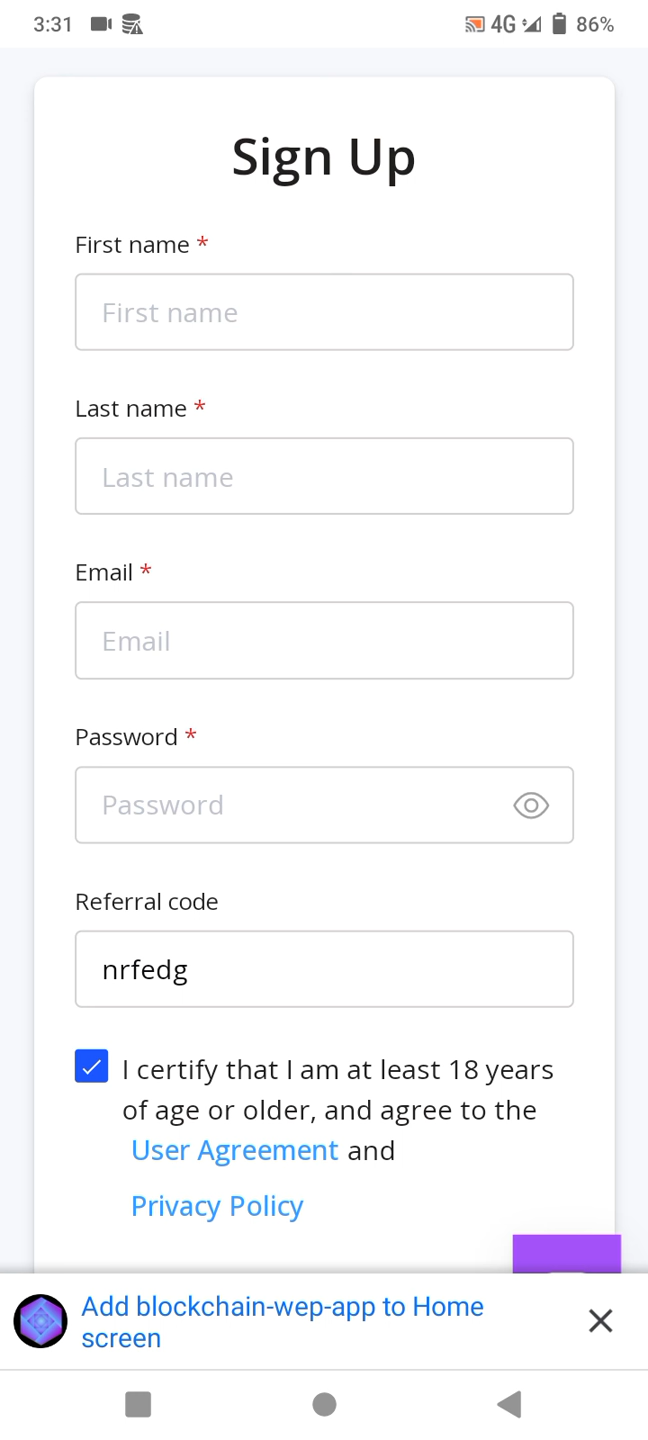 3:31 4G 86%
Sign Up
First name *
First name
Last name *
Last name
Email *
Email
Password *
Password
Referral code
nrfedg
I certify that I am at least 18 years
of age or older, and agree to the
User Agreement and
Privacy Policy
Add blockchain-wep-app to Home
screen